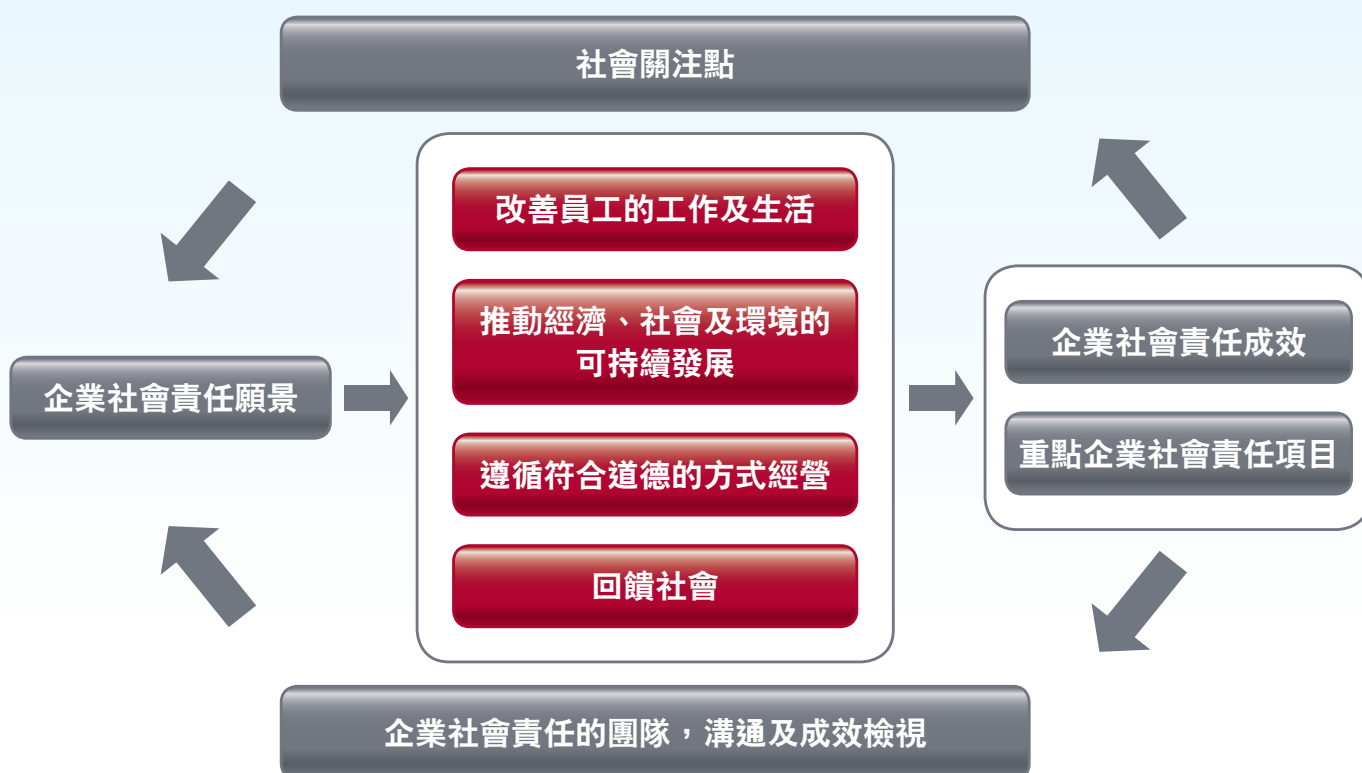 社會關注點
改善員工的工作及生活
推動經濟、社會及環境的
可持續發展
遵循符合道德的方式經營
回饋社會
企業社會責任願景
企業社會責任成效
重點企業社會責任項目
企業社會責任的團隊，溝通及成效檢視